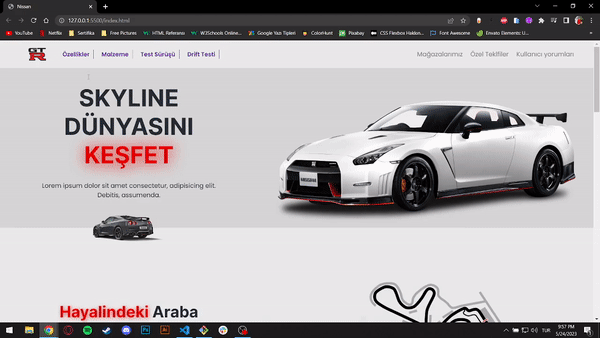 Nissan
127.0.0.1:5500/index.html
YouTube Netflix Sertifika Free Pictures HTML Referansı W3Schools Online... Google Yazı Tipleri ColorHunt Pixabay CSS Flexbox Hakkın... Font Awesome Envato Elements: U...
GT R Özellikler Malzeme Test Sürüşü Drift Testi Mağazalarımız Özel Teklifler Kullanıcı yorumları
SKYLINE
DÜNYASINI
KEŞFET
Lorem ipsum dolor sit amet consectetur, adipisicing elit.
Debitis, assumenda.
Hayalindeki Araba
TUR
9:57 PM
5/24/2023